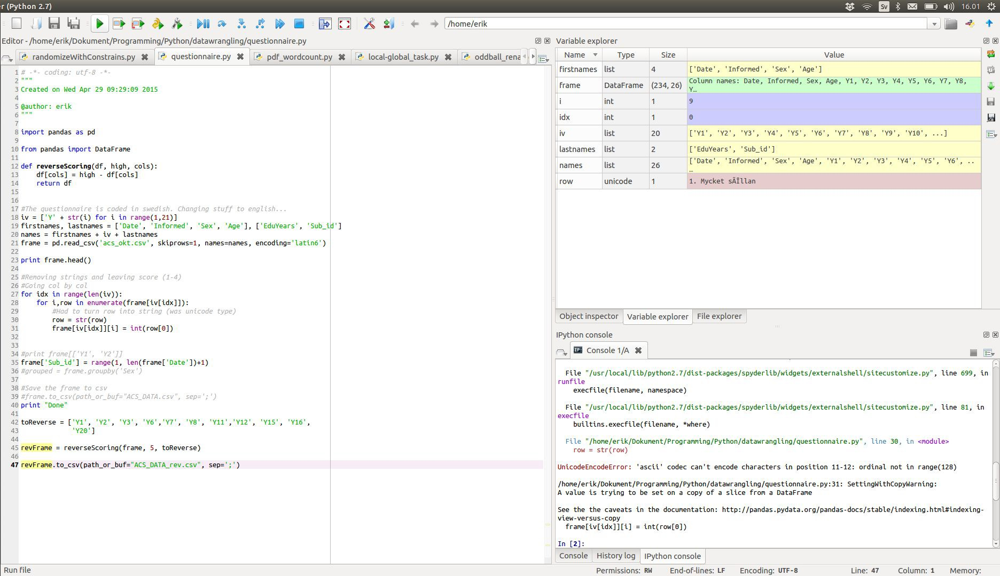 r (Python 2.7)
Sv
16.01
/home/erik
Editor - /home/erik/Dokument/Programming/Python/datawrangling/questionnaire.py
randomizeWithConstrains.py
questionnaire.py
pdf_wordcount.py
local-global_task.py
oddball_rena
1 # -*- coding: utf-8 -*-
2 """
3 Created on Wed Apr 29 09:29:09 2015
4
5 @author: erik
6 """
7
8 import pandas as pd
9
10 from pandas import DataFrame
11
12 def reverseScoring(df, high, cols):
13     df[cols] = high - df[cols]
14     return df
15
16
17 #The questionnaire is coded in swedish. Changing stuff to english...
18 iv = ['Y' + str(i) for i in range(1,21)]
19 firstnames, lastnames = ['Date', 'Informed', 'Sex', 'Age'], ['EduYears', 'Sub_id']
20 names = firstnames + iv + lastnames
21 frame = pd.read_csv('acs_okt.csv', skiprows=1, names=names, encoding='latin6')
22
23 print frame.head()
24
25 #Removing strings and leaving score (1-4)
26 #Going col by col
27 for idx in range(len(iv)):
28     for i,row in enumerate(frame[iv[idx]]):
29         #Had to turn row into string (was unicode type)
30         row = str(row)
31         frame[iv[idx]][i] = int(row[0])
32
33
34 #print frame[['Y1', 'Y2']]
35 frame['Sub_id'] = range(1, len(frame['Date'])+1)
36 #grouped = frame.groupby('Sex')
37
38 #Save the frame to csv
39 #frame.to_csv(path_or_buf="ACS_DATA.csv", sep=';')
40 print "Done"
41
42 toReverse = ['Y1', 'Y2', 'Y3', 'Y6','Y7', 'Y8', 'Y11','Y12', 'Y15', 'Y16',
43              'Y20']
44
45 revFrame = reverseScoring(frame, 5, toReverse)
46
47 revFrame.to_csv(path_or_buf="ACS_DATA_rev.csv", sep=';')
Variable explorer
Name Type Size Value
firstnames list 4 ['Date', 'Informed', 'Sex', 'Age']
frame DataFrame (234, 26) Column names: Date, Informed, Sex, Age, Y1, Y2, Y3, Y4, Y5, Y6, Y7, Y8,
Y…
i int 1 9
idx int 1 0
iv list 20 ['Y1', 'Y2', 'Y3', 'Y4', 'Y5', 'Y6', 'Y7', 'Y8', 'Y9', 'Y10', ...]
lastnames list 2 ['EduYears', 'Sub_id']
names list 26 ['Date', 'Informed', 'Sex', 'Age', 'Y1', 'Y2', 'Y3', 'Y4', 'Y5', 'Y6', ..
…
row unicode 1 1. Mycket sÃĪllan
Object inspector Variable explorer File explorer
IPython console
IP: Console 1/A
File "/usr/local/lib/python2.7/dist-packages/spyderlib/widgets/externalshell/sitecustomize.py", line 699, in
runfile
execfile(filename, namespace)
File "/usr/local/lib/python2.7/dist-packages/spyderlib/widgets/externalshell/sitecustomize.py", line 81, in
execfile
builtins.execfile(filename, *where)
File "/home/erik/Dokument/Programming/Python/datawrangling/questionnaire.py", line 30, in <module>
row = str(row)
UnicodeEncodeError: 'ascii' codec can't encode characters in position 11-12: ordinal not in range(128)
/home/erik/Dokument/Programming/Python/datawrangling/questionnaire.py:31: SettingWithCopyWarning:
A value is trying to be set on a copy of a slice from a DataFrame
See the the caveats in the documentation: http://pandas.pydata.org/pandas-docs/stable/indexing.html#indexing-
view-versus-copy
frame[iv[idx]][i] = int(row[0])
In [2]:
Console History log IPython console
Run file
Permissions: RW End-of-lines: LF Encoding: UTF-8 Line: 47 Column: 1 Memory: